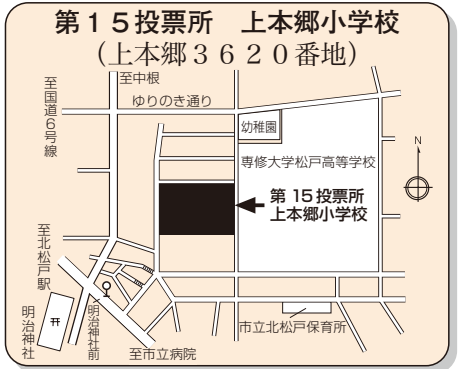 第１５投票所　上本郷小学校
（上本郷３６２０番地）
至中根
至国道６号線
ゆりのき通り
幼稚園
N
専修大学松戸高等学校
第 15 投票所
上本郷小学校
至北松戸駅
明治神社
明治神社前
市立北松戸保育所
至市立病院